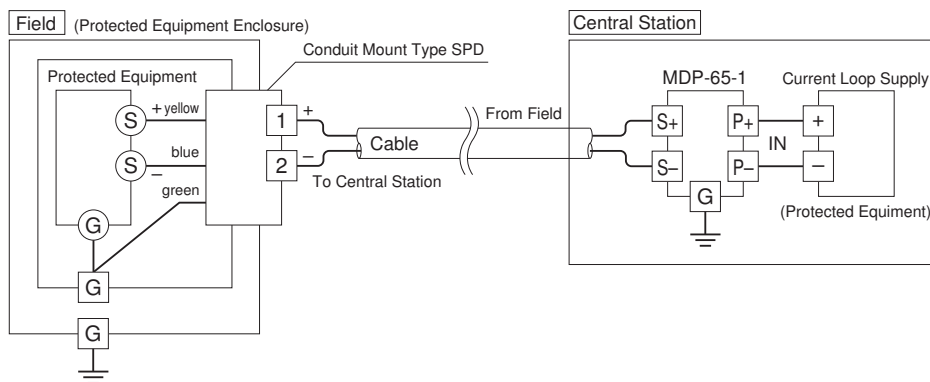 Field (Protected Equipment Enclosure)
Conduit Mount Type SPD
Protected Equipment
S
+ yellow
1
+
S
blue
–
2
–
green
G
G
G
Cable
To Central Station
From Field
Central Station
MDP-65-1
Current Loop Supply
S+
P+
+
IN
S–
P–
–
G
(Protected Equiment)